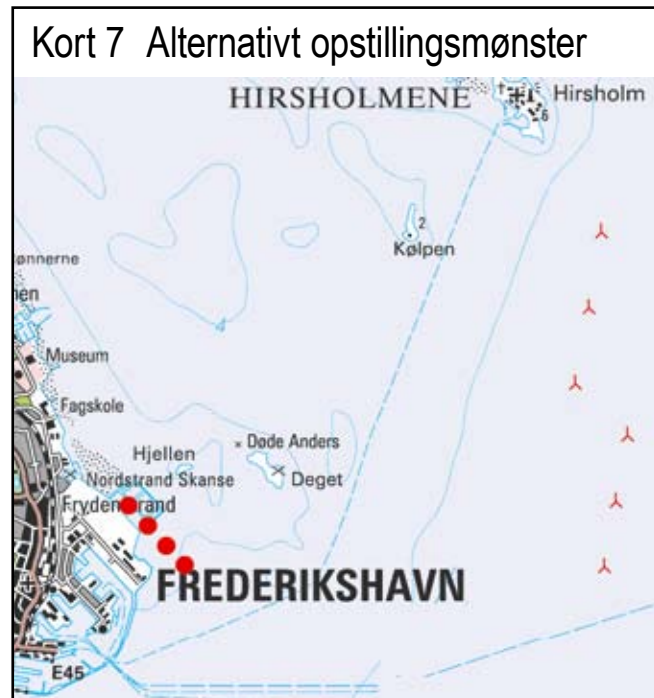 Kort 7 Alternativt opstillingsmønster
HIRSHOLMENE
Hirsholm
6
2
Kølpen
ønnerne
en
Museum
Fagskole
Døde Anders
Hjellen
Deget
Nordstrand Skanse
Frydenstrand
FREDERIKSHAVN
E45